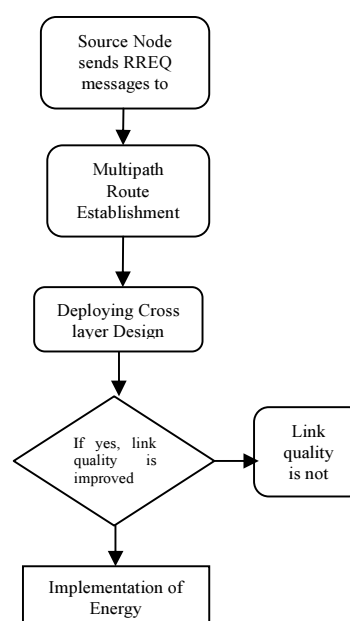 Source Node
sends RREQ
messages to
Multipath
Route
Establishment
Deploying Cross
layer Design
If yes, link
quality is
improved
Link
quality
is not
Implementation of
Energy